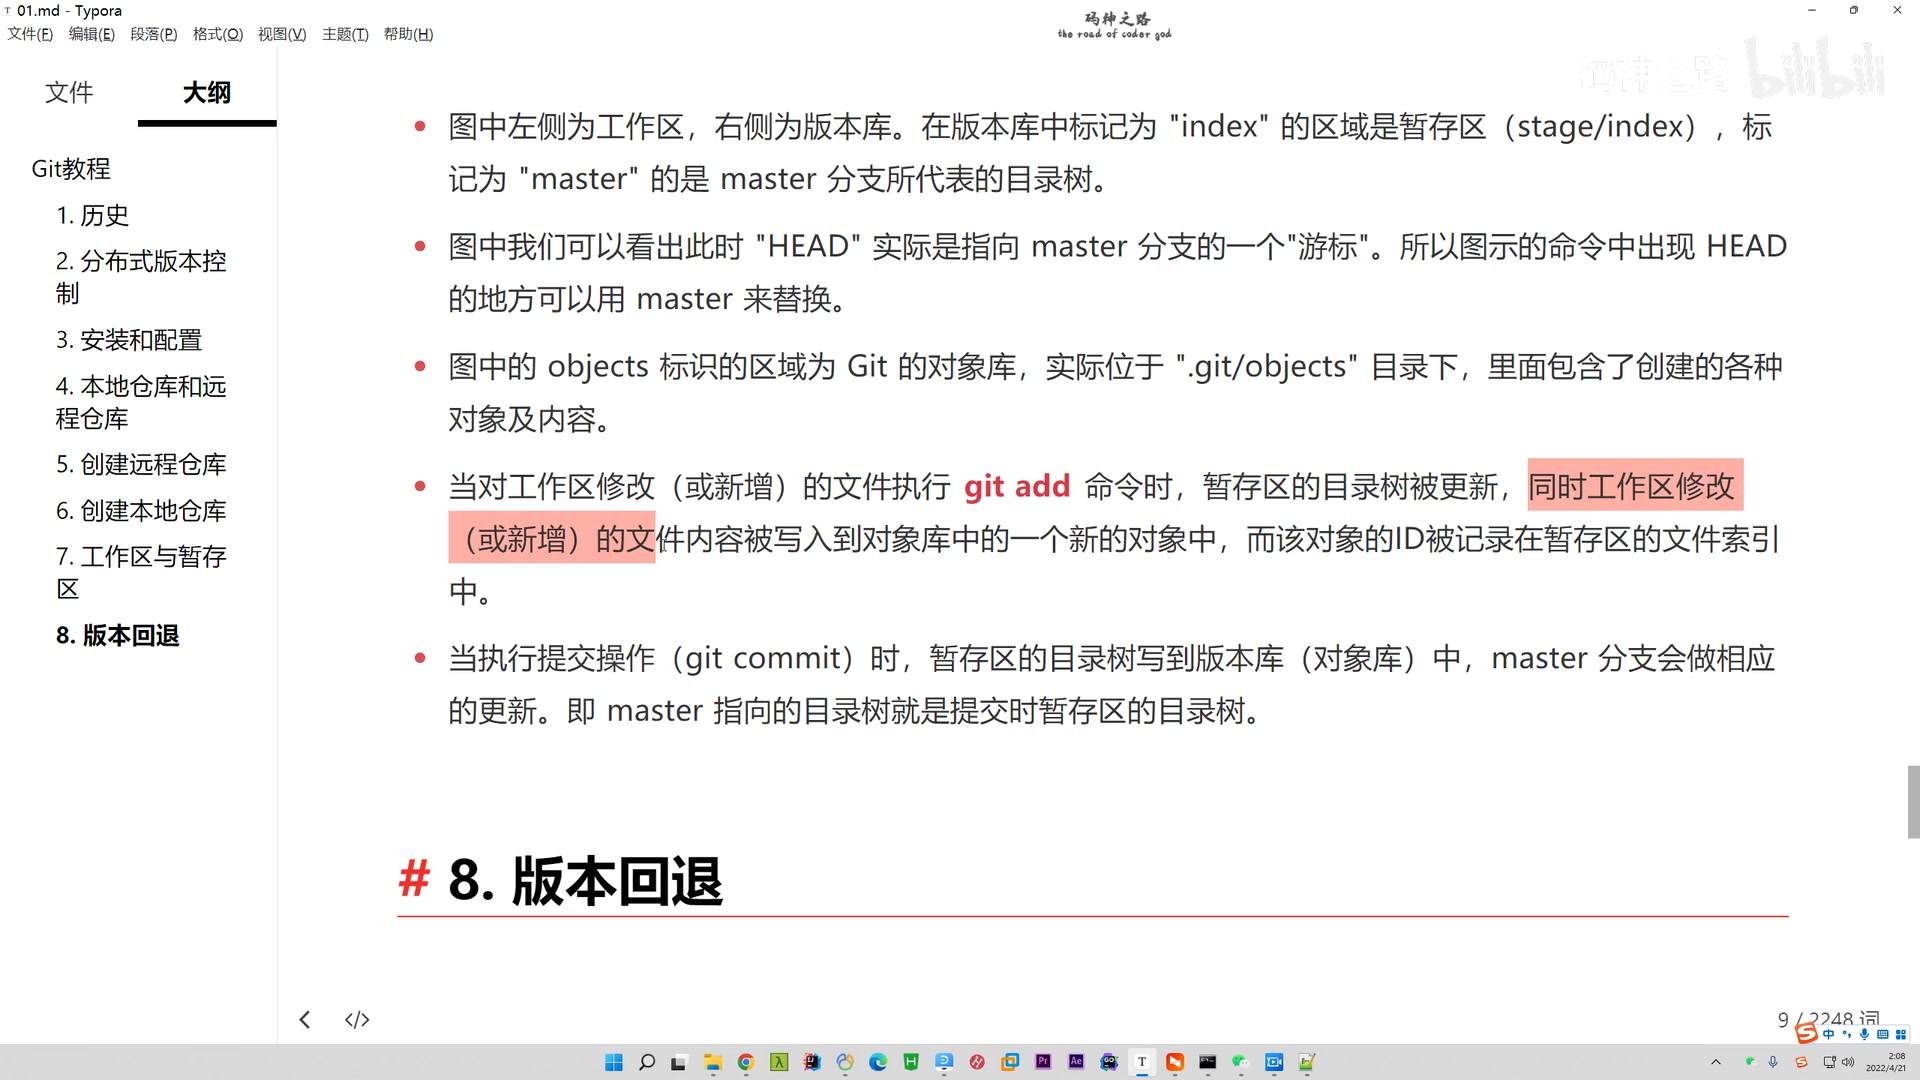 01.md - Typora
文件(F) 编辑(E) 段落(P) 格式(O) 视图(V) 主题(T) 帮助(H)
码神之路
the road of coder god
码神之路 bilibili
文件 大纲
Git教程
1. 历史
2. 分布式版本控
制
3. 安装和配置
4. 本地仓库和远
程仓库
5. 创建远程仓库
6. 创建本地仓库
7. 工作区与暂存
区
8. 版本回退
图中左侧为工作区，右侧为版本库。在版本库中标记为 "index" 的区域是暂存区（stage/index），标
记为 "master" 的是 master 分支所代表的目录树。
图中我们可以看出此时 "HEAD" 实际是指向 master 分支的一个"游标"。所以图示的命令中出现 HEAD
的地方可以用 master 来替换。
图中的 objects 标识的区域为 Git 的对象库，实际位于 ".git/objects" 目录下，里面包含了创建的各种
对象及内容。
当对工作区修改（或新增）的文件执行 git add 命令时，暂存区的目录树被更新，同时工作区修改
（或新增）的文件内容被写入到对象库中的一个新的对象中，而该对象的ID被记录在暂存区的文件索引
中。
当执行提交操作（git commit）时，暂存区的目录树写到版本库（对象库）中，master 分支会做相应
的更新。即 master 指向的目录树就是提交时暂存区的目录树。
# 8. 版本回退
9 / 2248 词
中
2:08
2022/4/21